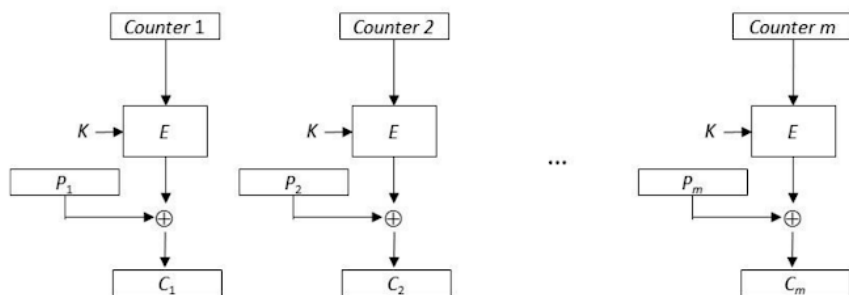 Counter 1 Counter 2 Counter m
K E K E K E
...
P1 P2 Pm
⊕ ⊕ ⊕
C1 C2 Cm